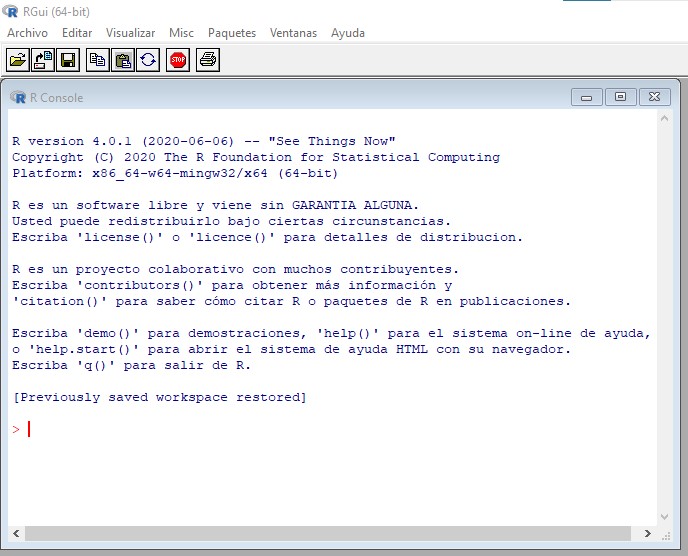 RGui (64-bit)
Archivo Editar Visualizar Misc Paquetes Ventanas Ayuda
STOP
R Console
R version 4.0.1 (2020-06-06) -- "See Things Now"
Copyright (C) 2020 The R Foundation for Statistical Computing
Platform: x86_64-w64-mingw32/x64 (64-bit)
R es un software libre y viene sin GARANTIA ALGUNA.
Usted puede redistribuirlo bajo ciertas circunstancias.
Escriba 'license()' o 'licence()' para detalles de distribucion.
R es un proyecto colaborativo con muchos contribuyentes.
Escriba 'contributors()' para obtener más información y
'citation()' para saber cómo citar R o paquetes de R en publicaciones.
Escriba 'demo()' para demostraciones, 'help()' para el sistema on-line de ayuda,
o 'help.start()' para abrir el sistema de ayuda HTML con su navegador.
Escriba 'q()' para salir de R.
[Previously saved workspace restored]
>